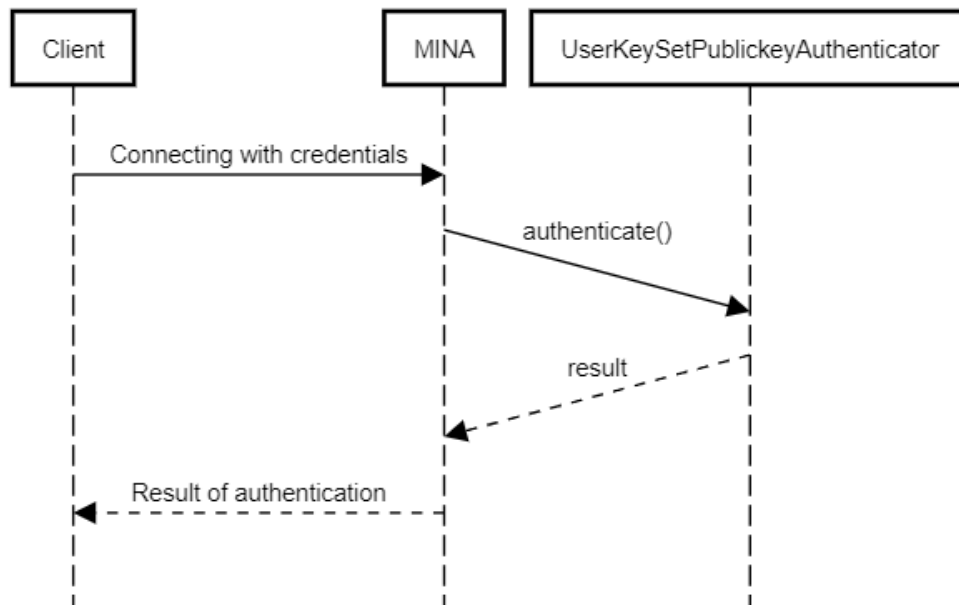 Client
MINA
UserKeySetPublickeyAuthenticator
Connecting with credentials
authenticate()
result
Result of authentication